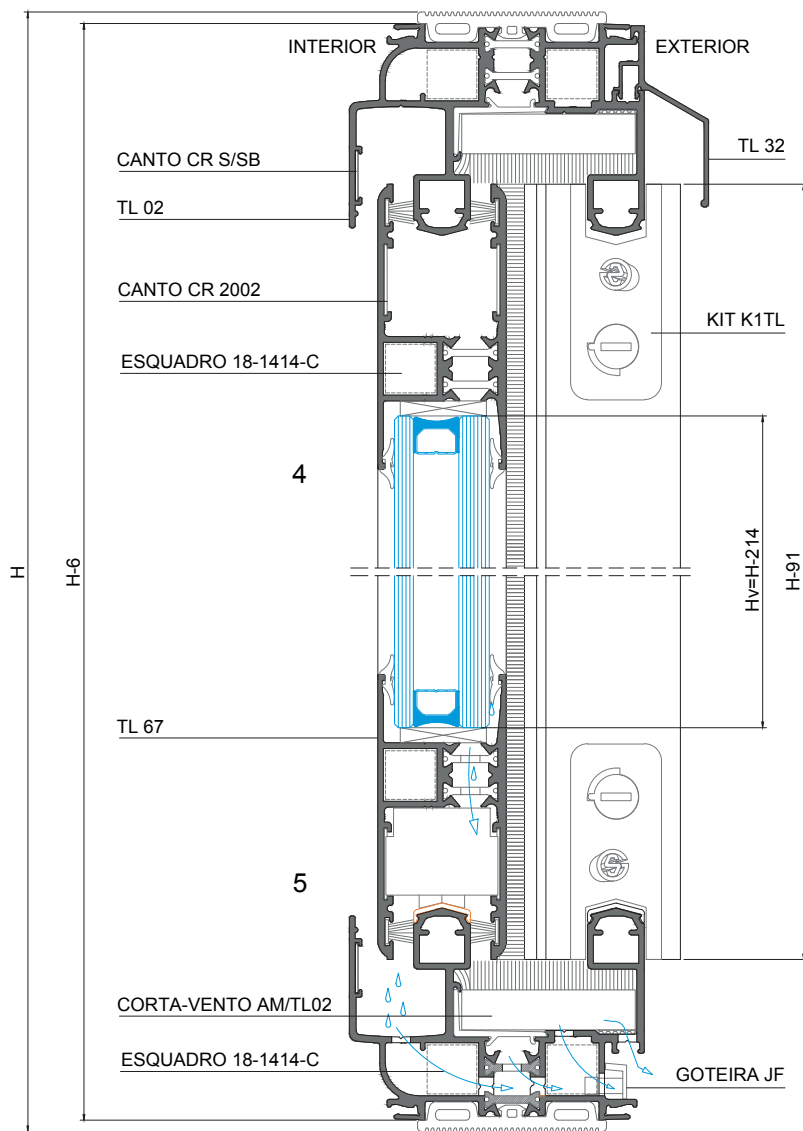 INTERIOR
EXTERIOR
CANTO CR S/SB
TL 32
TL 02
CANTO CR 2002
KIT K1TL
ESQUADRO 18-1414-C
4
H
H-6
Hv=H-214
H-91
TL 67
5
CORTA-VENTO AM/TL02
ESQUADRO 18-1414-C
GOTEIRA JF